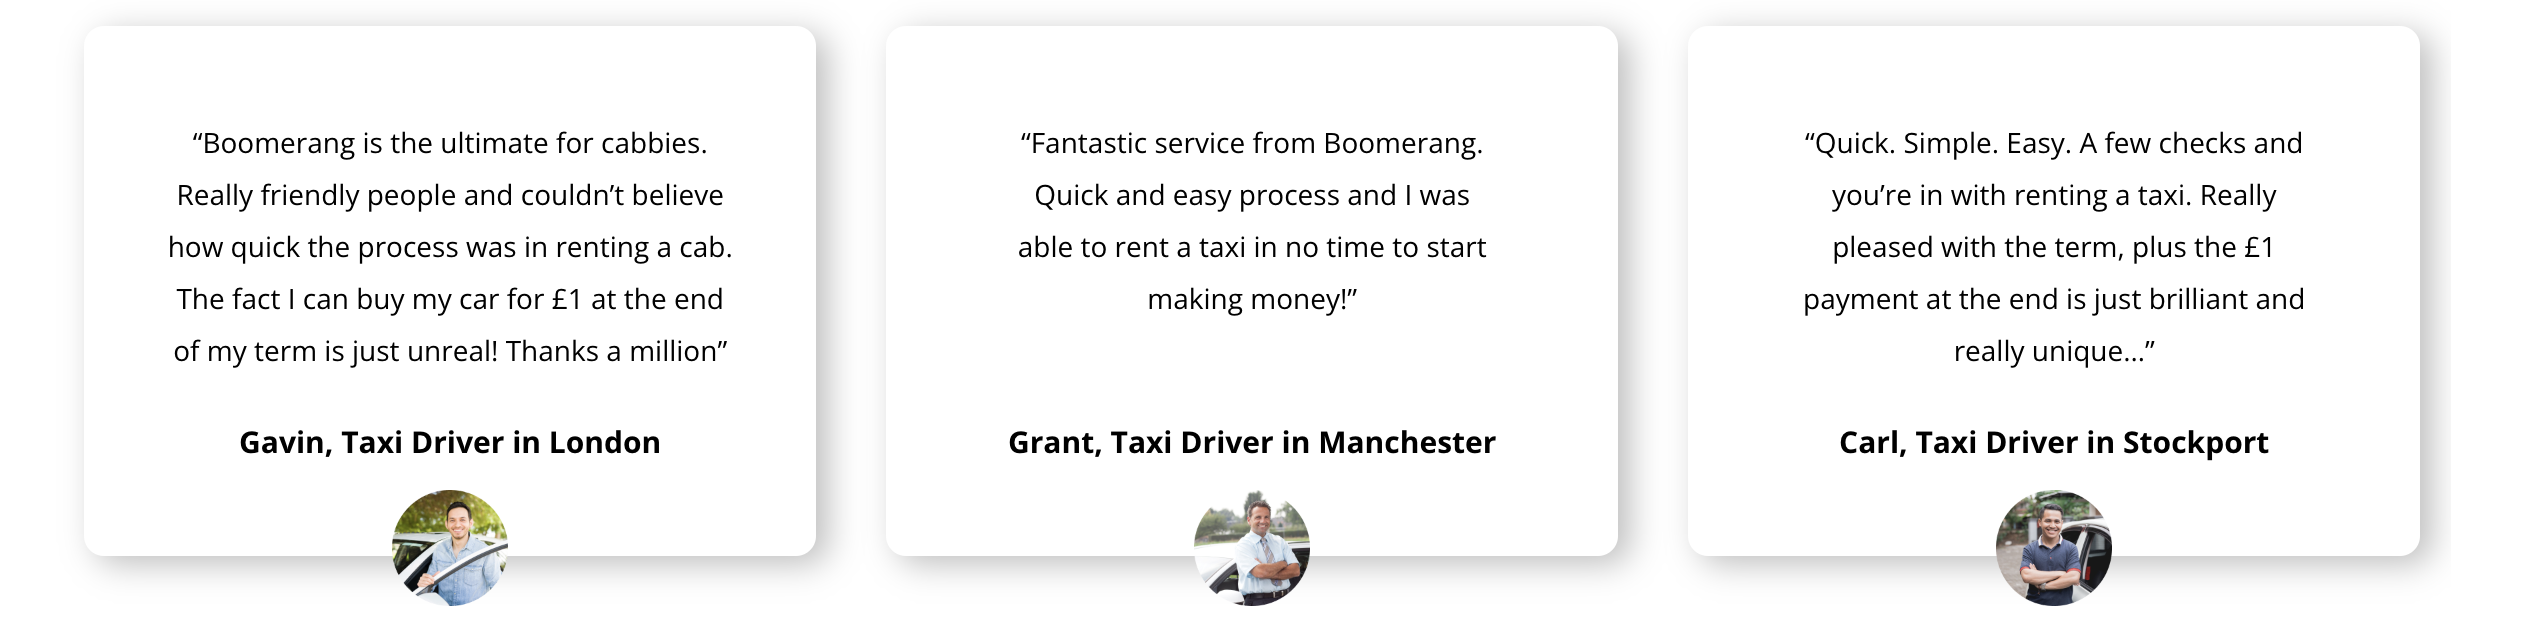 “Boomerang is the ultimate for cabbies.
Really friendly people and couldn’t believe
how quick the process was in renting a cab.
The fact I can buy my car for £1 at the end
of my term is just unreal! Thanks a million”
Gavin, Taxi Driver in London
“Fantastic service from Boomerang.
Quick and easy process and I was
able to rent a taxi in no time to start
making money!”
Grant, Taxi Driver in Manchester
“Quick. Simple. Easy. A few checks and
you’re in with renting a taxi. Really
pleased with the term, plus the £1
payment at the end is just brilliant and
really unique...”
Carl, Taxi Driver in Stockport